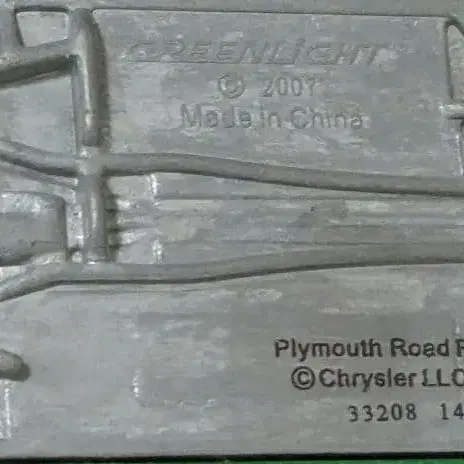 GREENLIGHT
© 2007
Made in China
Plymouth Road R
© Chrysler LLC
33208 14